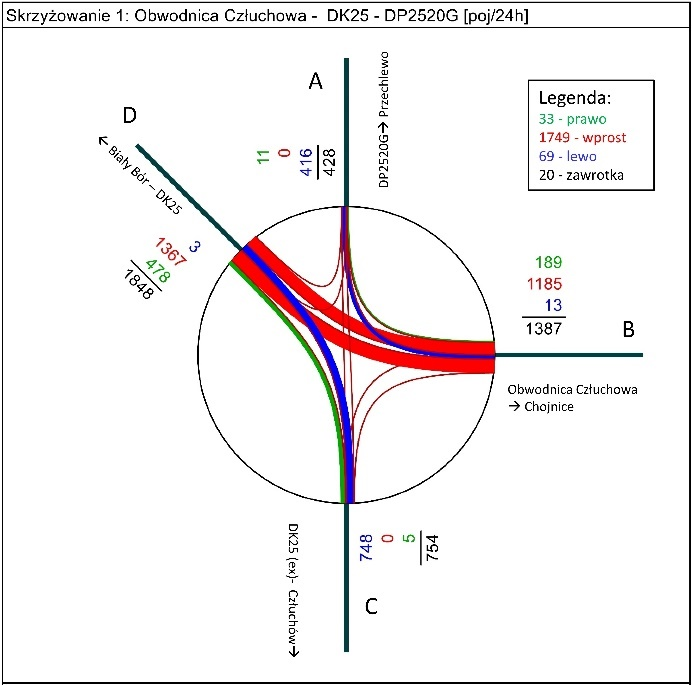 Skrzyżowanie 1: Obwodnica Człuchowa - DK25 - DP2520G [poj/24h]
A
DP2520G→ Przechlewo
11
0
416
428
Legenda:
33 - prawo
1749 - wprost
69 - lewo
20 - zawrotka
D
← Biały Bór – DK25
3
1367
478
1848
189
1185
13
1387
B
Obwodnica Człuchowa
→ Chojnice
DK25 (ex)- Człuchów→
748
0
5
754
C